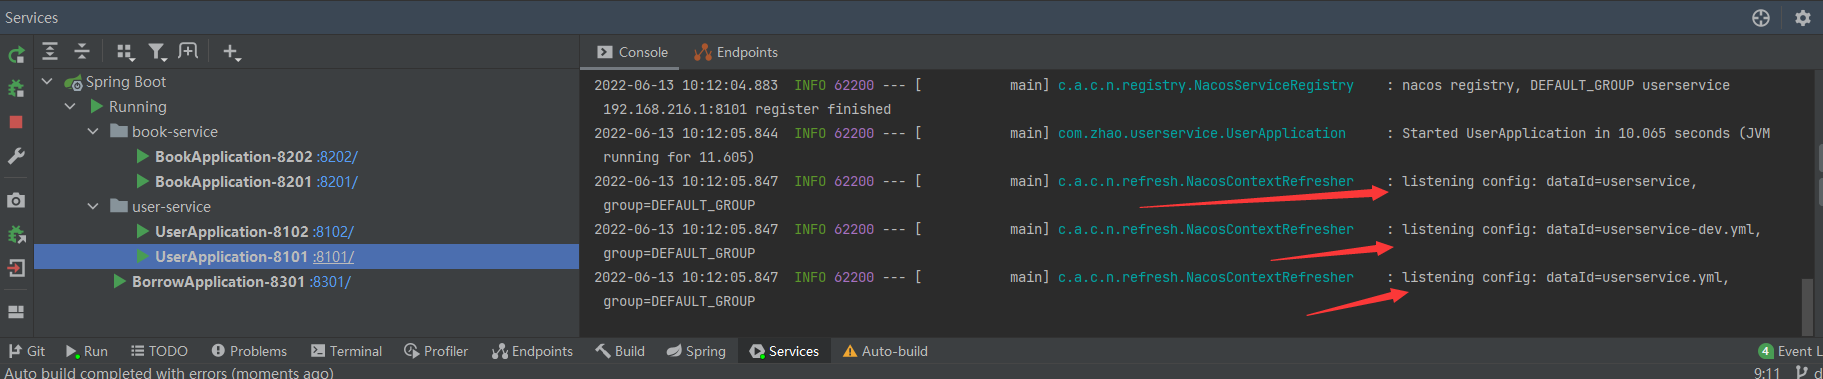 Services
Console
Endpoints
Spring Boot
Running
book-service
BookApplication-8202 :8202/
BookApplication-8201 :8201/
user-service
UserApplication-8102 :8102/
UserApplication-8101 :8101/
BorrowApplication-8301 :8301/
2022-06-13 10:12:04.883  INFO 62200 --- [           main] c.a.c.n.registry.NacosServiceRegistry    : nacos registry, DEFAULT_GROUP userservice
192.168.216.1:8101 register finished
2022-06-13 10:12:05.844  INFO 62200 --- [           main] com.zhao.userservice.UserApplication     : Started UserApplication in 10.065 seconds (JVM
running for 11.605)
2022-06-13 10:12:05.847  INFO 62200 --- [           main] c.a.c.n.refresh.NacosContextRefresher    : listening config: dataId=userservice,
group=DEFAULT_GROUP
2022-06-13 10:12:05.847  INFO 62200 --- [           main] c.a.c.n.refresh.NacosContextRefresher    : listening config: dataId=userservice-dev.yml,
group=DEFAULT_GROUP
2022-06-13 10:12:05.847  INFO 62200 --- [           main] c.a.c.n.refresh.NacosContextRefresher    : listening config: dataId=userservice.yml,
group=DEFAULT_GROUP
Git Run TODO Problems Terminal Profiler Endpoints Build Spring Services Auto-build 4 Event L
Auto build completed with errors (moments ago) 9:11 d